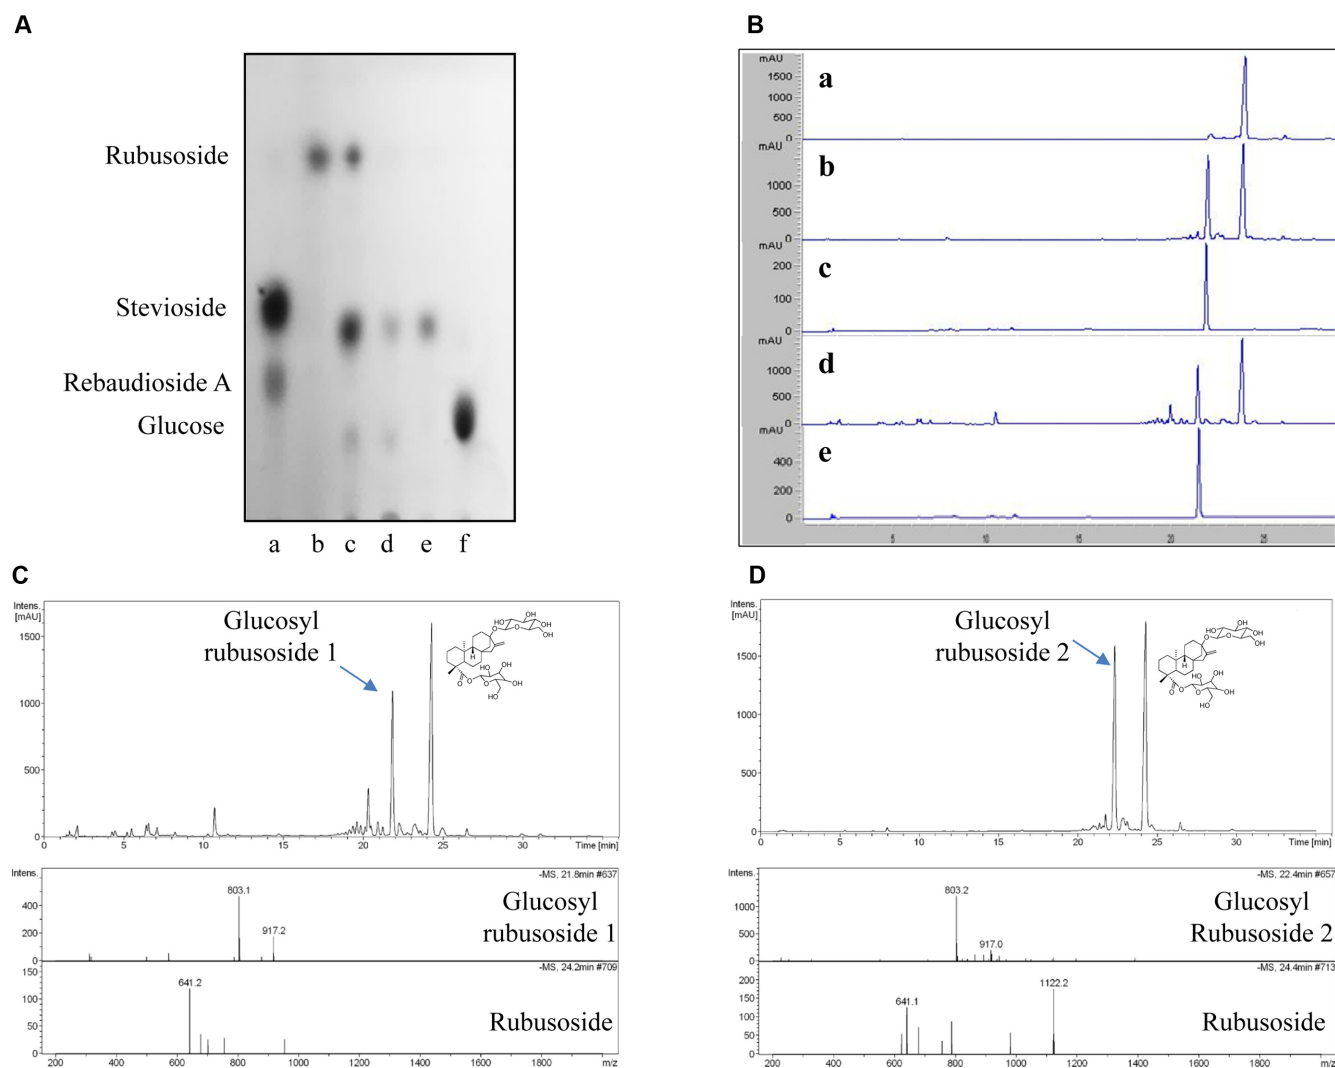 A
Rubusoside
Stevioside
Rebaudioside A
Glucose
a b c d e f
B
mAU
1500
1000
500
0
a
mAU
1000
500
0
b
mAU
200
100
0
c
mAU
1000
500
0
d
mAU
400
200
0
e
5 10 15 20 25
C
Intens.
[mAU]
1500
1000
500
0
Glucosyl
rubusoside 1
0 5 10 15 20 25 30 Time [min]
Intens.
400
200
0
-MS, 21.8min #637
803.1
917.2
Glucosyl
rubusoside 1
150
100
50
0
-MS, 24.2min #709
641.2
Rubusoside
200 400 600 800 1000 1200 1400 1600 1800 m/z
D
Intens.
[mAU]
1500
1000
500
0
Glucosyl
rubusoside 2
0 5 10 15 20 25 30 Time [min]
Intens.
1000
500
0
-MS, 22.4min #657
803.2
917.0
Glucosyl
Rubusoside 2
200
150
100
50
0
-MS, 24.4min #713
641.1
1122.2
Rubusoside
200 400 600 800 1000 1200 1400 1600 1800 m/z